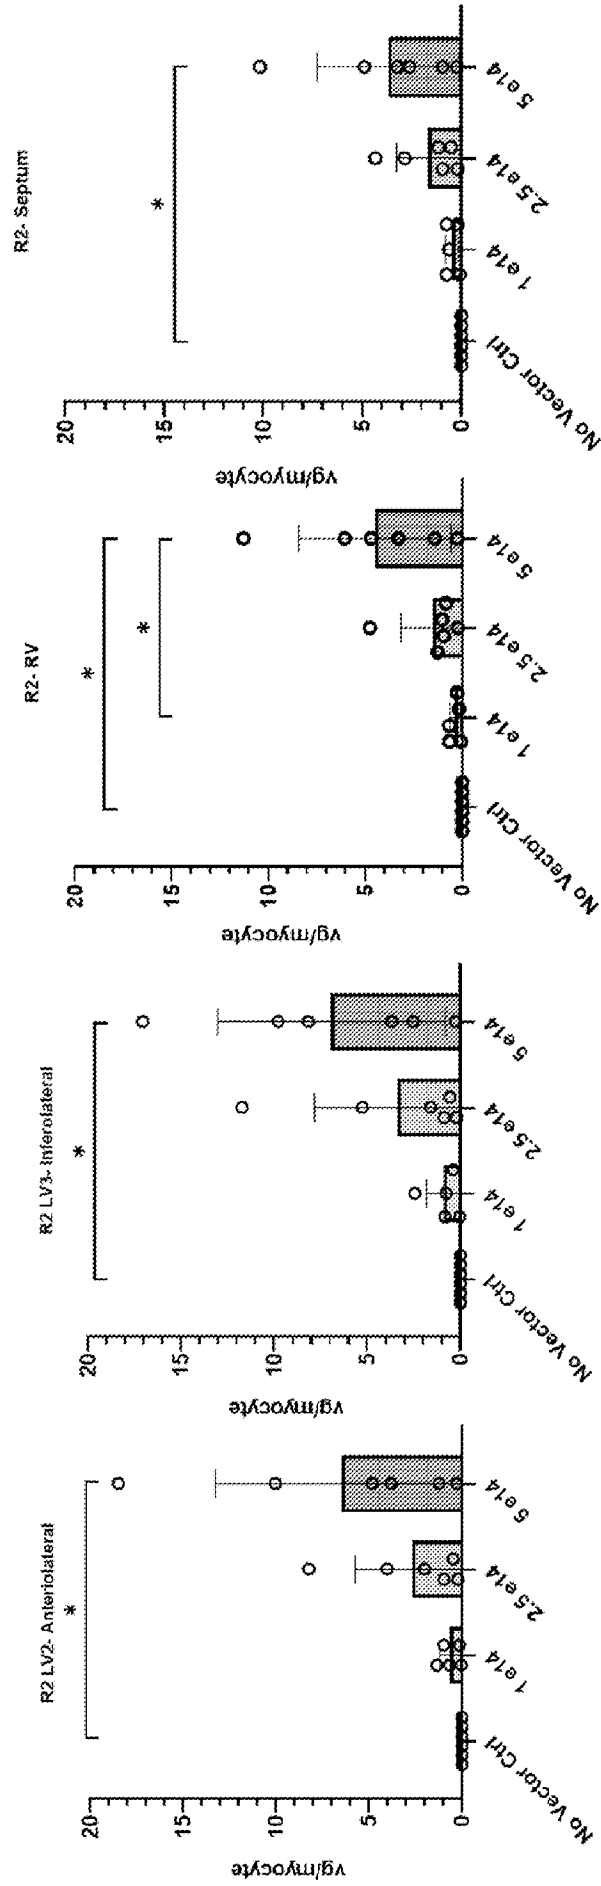 R2 LV2- Anteriolateral
*
vg/myocyte
20
15
10
5
0
No Vector Ctrl
1 e14
2.5 e14
5 e14
R2 LV3- Inferolateral
*
vg/myocyte
20
15
10
5
0
No Vector Ctrl
1 e14
2.5 e14
5 e14
R2- RV
*
*
vg/myocyte
20
15
10
5
0
No Vector Ctrl
1 e14
2.5 e14
5 e14
R2- Septum
*
vg/myocyte
20
15
10
5
0
No Vector Ctrl
1 e14
2.5 e14
5 e14